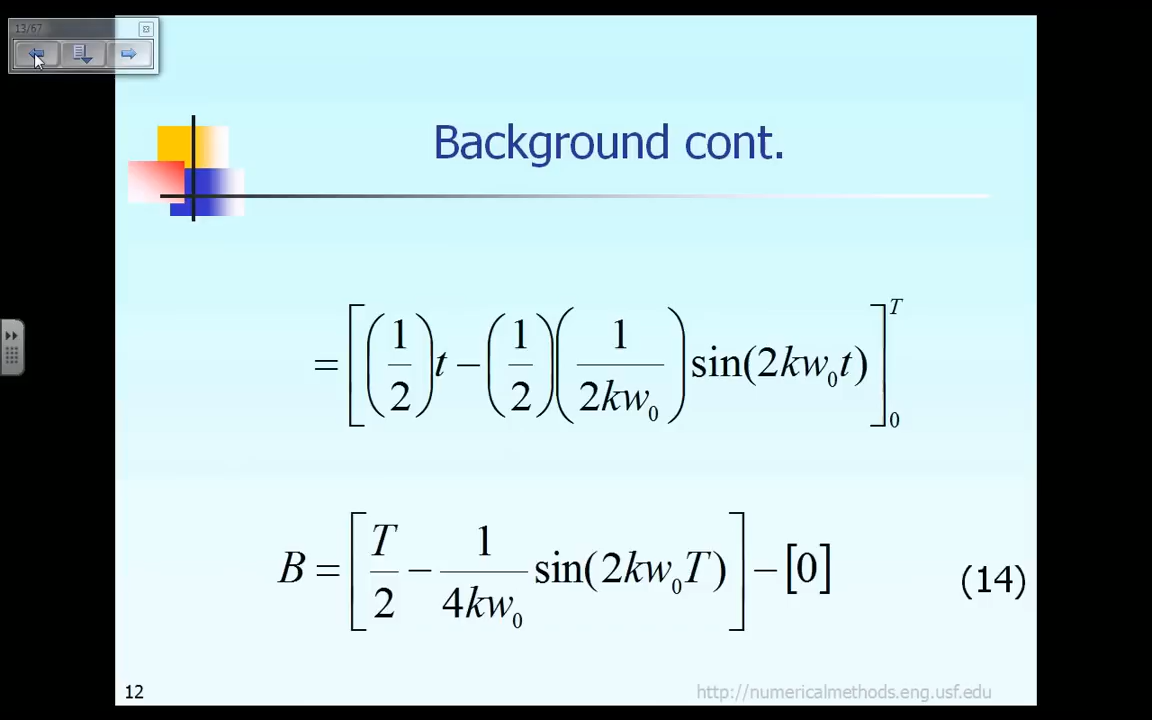 13/67
Background cont.
= [(1/2) t − (1/2)(1/2kw₀) sin(2kw₀t)]₀ᵀ
B = [T/2 − 1/4kw₀ sin(2kw₀T)] − [0] (14)
12 http://numericalmethods.eng.usf.edu